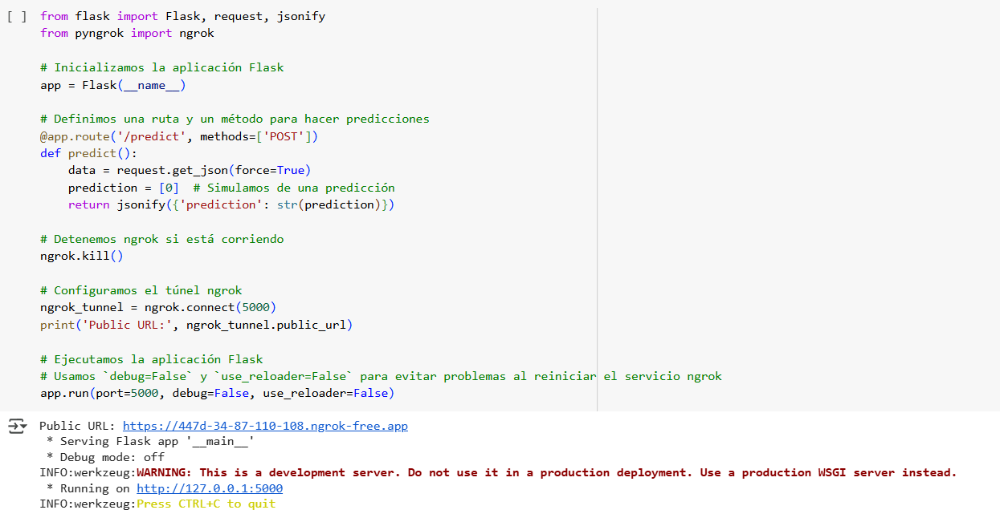 [ ] from flask import Flask, request, jsonify
from pyngrok import ngrok
# Inicializamos la aplicación Flask
app = Flask(__name__)
# Definimos una ruta y un método para hacer predicciones
@app.route('/predict', methods=['POST'])
def predict():
    data = request.get_json(force=True)
    prediction = [0]  # Simulamos de una predicción
    return jsonify({'prediction': str(prediction)})
# Detenemos ngrok si está corriendo
ngrok.kill()
# Configuramos el túnel ngrok
ngrok_tunnel = ngrok.connect(5000)
print('Public URL:', ngrok_tunnel.public_url)
# Ejecutamos la aplicación Flask
# Usamos `debug=False` y `use_reloader=False` para evitar problemas al reiniciar el servicio ngrok
app.run(port=5000, debug=False, use_reloader=False)
Public URL: https://447d-34-87-110-108.ngrok-free.app
 * Serving Flask app '__main__'
 * Debug mode: off
INFO:werkzeug:WARNING: This is a development server. Do not use it in a production deployment. Use a production WSGI server instead.
 * Running on http://127.0.0.1:5000
INFO:werkzeug:Press CTRL+C to quit